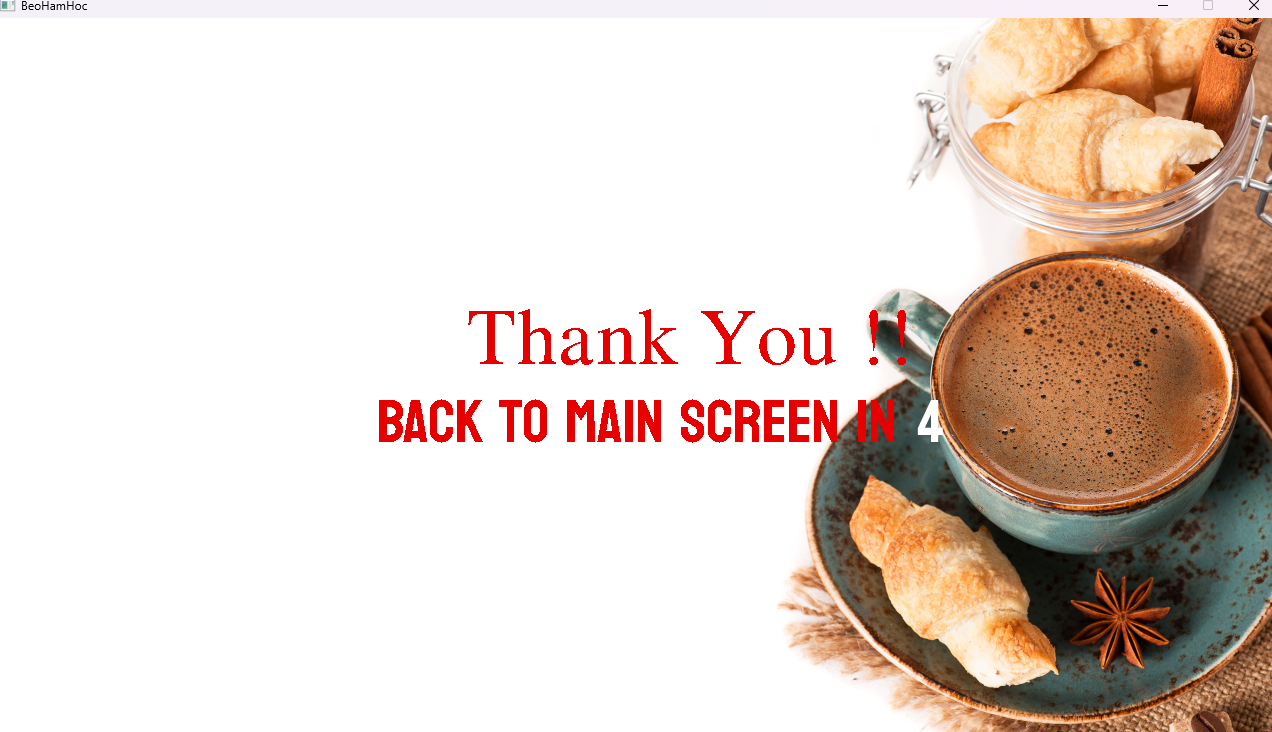 BeoHamHoc
Thank You !!
BACK TO MAIN SCREEN IN 4